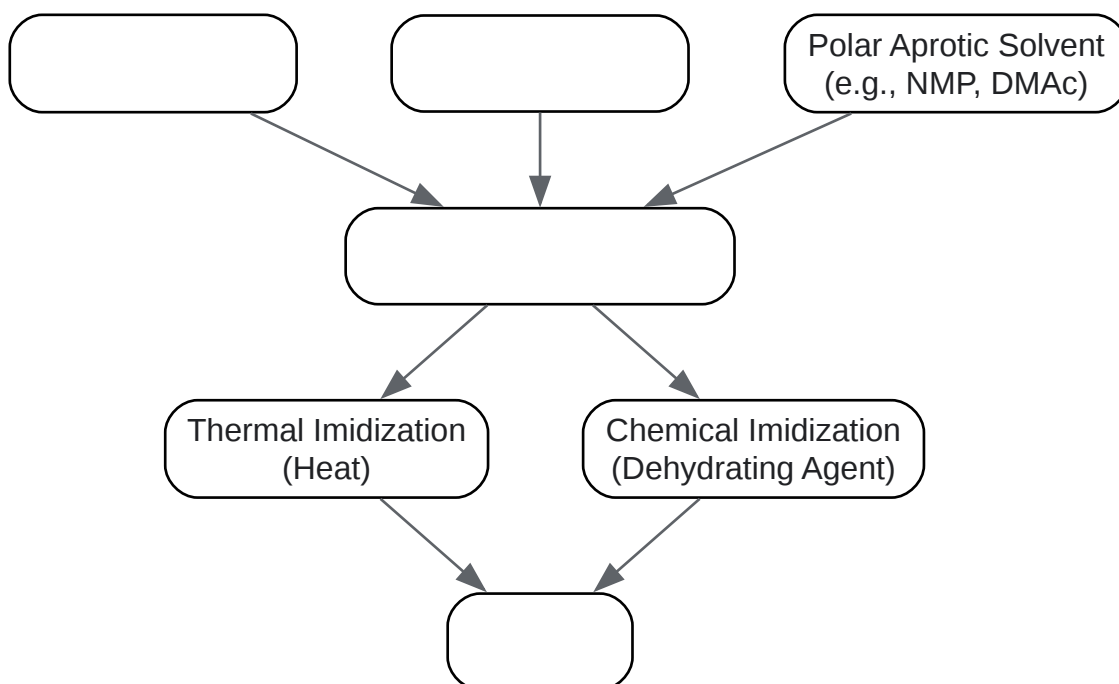 Polar Aprotic Solvent
(e.g., NMP, DMAc)
Thermal Imidization
(Heat)
Chemical Imidization
(Dehydrating Agent)